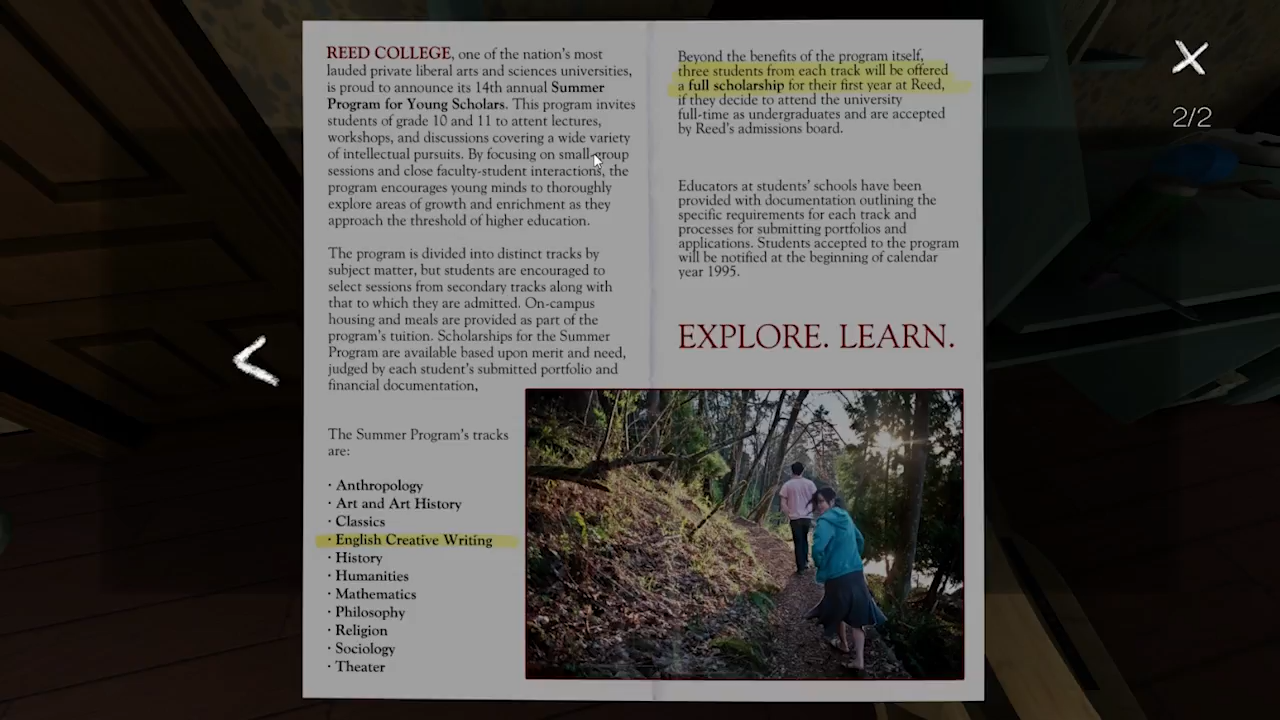 REED COLLEGE, one of the nation's most
lauded private liberal arts and sciences universities,
is proud to announce its 14th annual Summer
Program for Young Scholars. This program invites
students of grade 10 and 11 to attent lectures,
workshops, and discussions covering a wide variety
of intellectual pursuits. By focusing on small-group
sessions and close faculty-student interactions, the
program encourages young minds to thoroughly
explore areas of growth and enrichment as they
approach the threshold of higher education.
The program is divided into distinct tracks by
subject matter, but students are encouraged to
select sessions from secondary tracks along with
that to which they are admitted. On-campus
housing and meals are provided as part of the
program's tuition. Scholarships for the Summer
Program are available based upon merit and need,
judged by each student's submitted portfolio and
financial documentation,
The Summer Program's tracks
are:
· Anthropology
· Art and Art History
· Classics
· English Creative Writing
· History
· Humanities
· Mathematics
· Philosophy
· Religion
· Sociology
· Theater
Beyond the benefits of the program itself,
three students from each track will be offered
a full scholarship for their first year at Reed,
if they decide to attend the university
full-time as undergraduates and are accepted
by Reed's admissions board.
Educators at students' schools have been
provided with documentation outlining the
specific requirements for each track and
processes for submitting portfolios and
applications. Students accepted to the program
will be notified at the beginning of calendar
year 1995.
EXPLORE. LEARN.
2/2